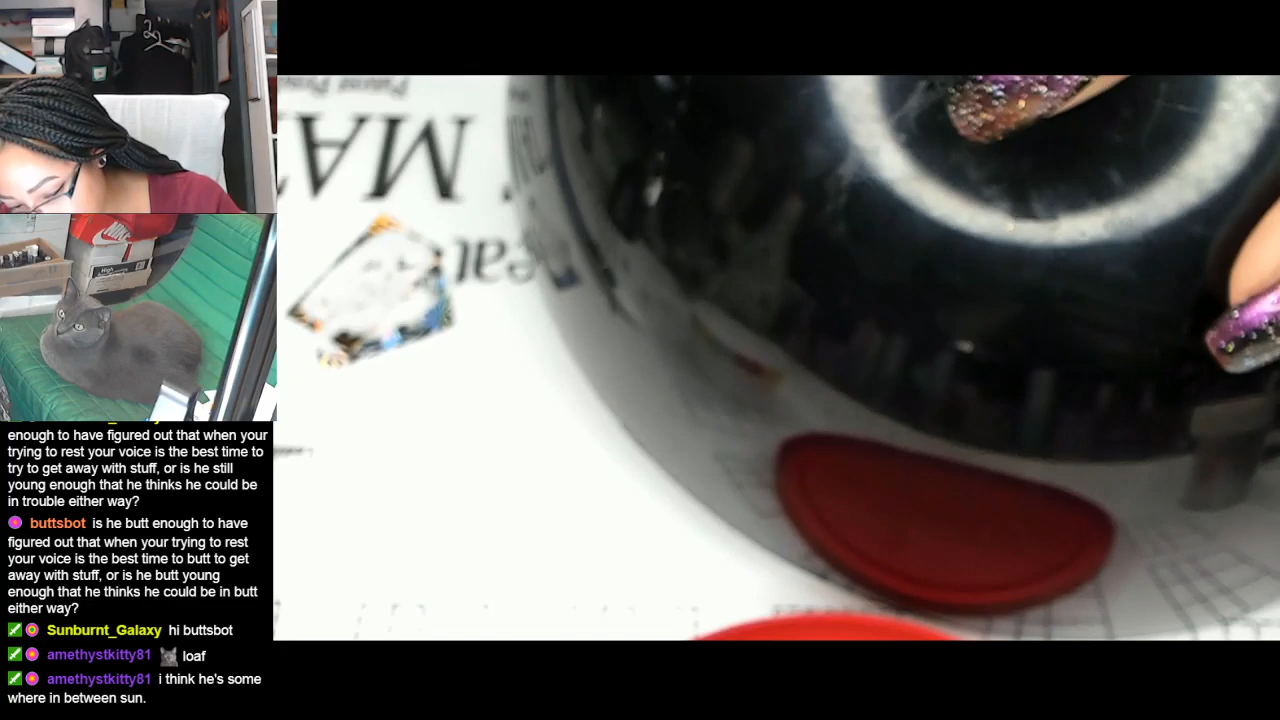 enough to have figured out that when your
trying to rest your voice is the best time to
try to get away with stuff, or is he still
young enough that he thinks he could be
in trouble either way?
buttsbot is he butt enough to have
figured out that when your trying to rest
your voice is the best time to butt to get
away with stuff, or is he butt young
enough that he thinks he could be in butt
either way?
Sunburnt_Galaxy hi buttsbot
amethystkitty81 loaf
amethystkitty81 i think he's some
where in between sun.
MA